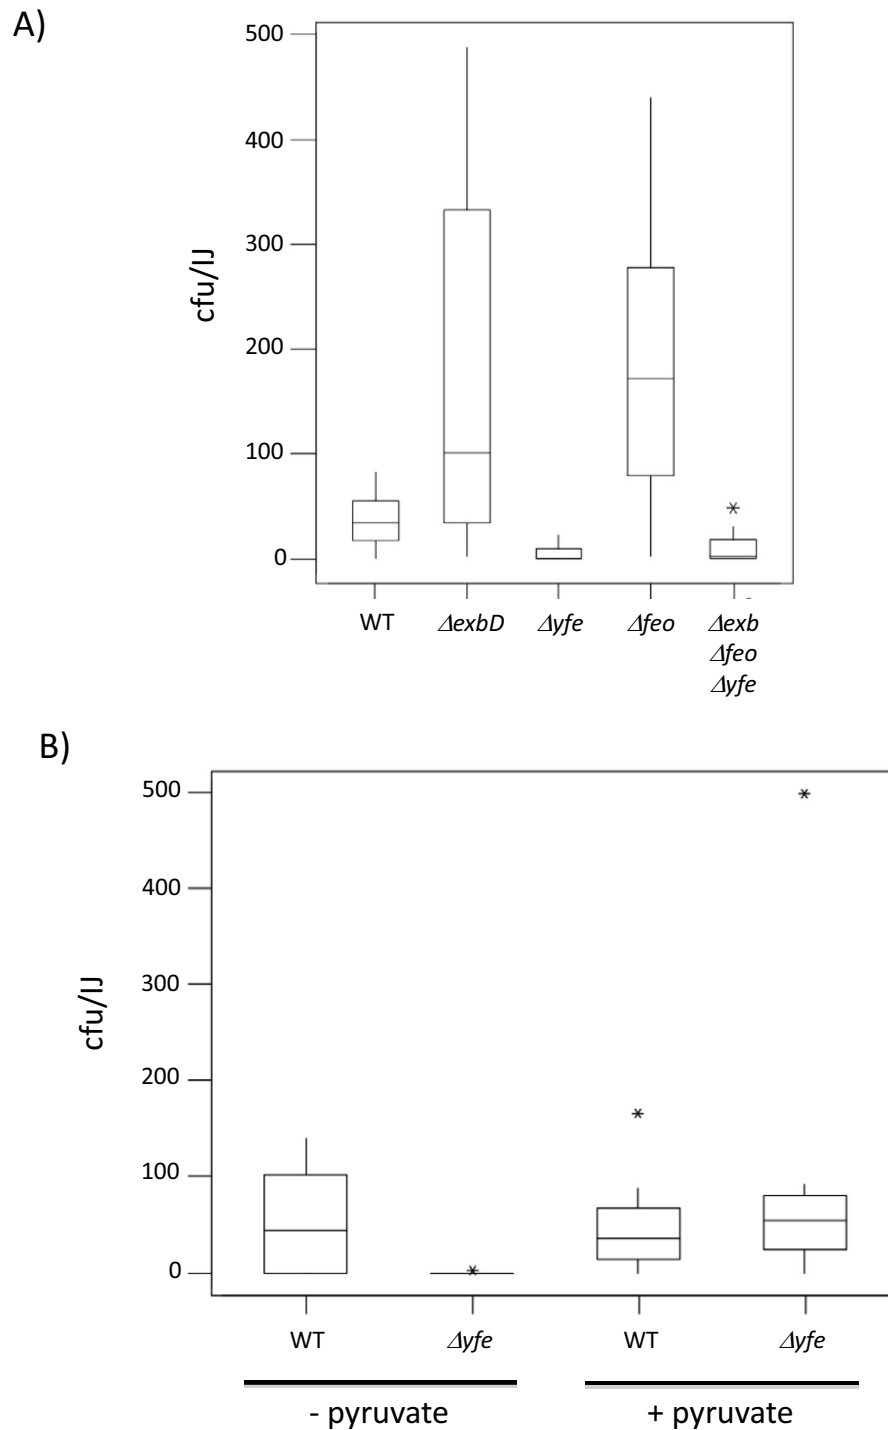 A)
500
400
300
200
100
0
cfu/IJ
WT ΔexbD Δyfe Δfeo Δexb
Δfeo
Δyfe
B)
500
400
300
200
100
0
cfu/IJ
WT Δyfe WT Δyfe
- pyruvate + pyruvate